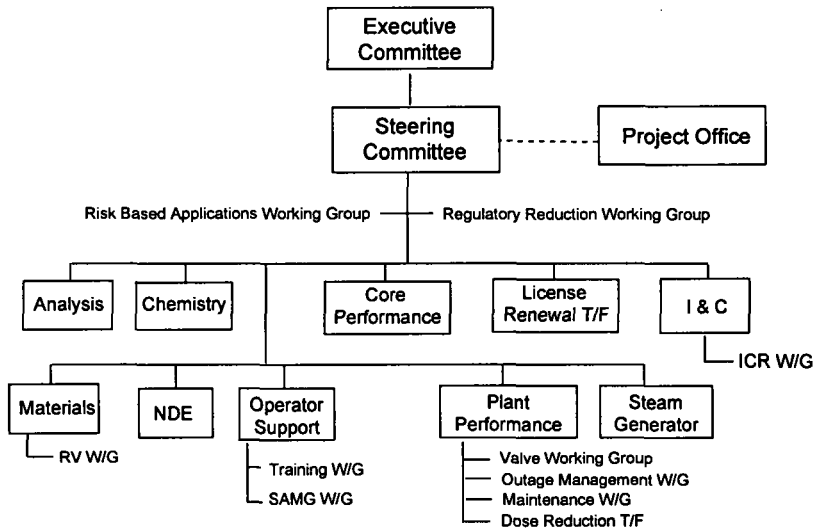 Executive
Committee
Steering
Committee
Project Office
Risk Based Applications Working Group
Regulatory Reduction Working Group
Analysis
Chemistry
Core
Performance
License
Renewal T/F
I & C
ICR W/G
Materials
NDE
Operator
Support
Plant
Performance
Steam
Generator
RV W/G
Training W/G
SAMG W/G
Valve Working Group
Outage Management W/G
Maintenance W/G
Dose Reduction T/F